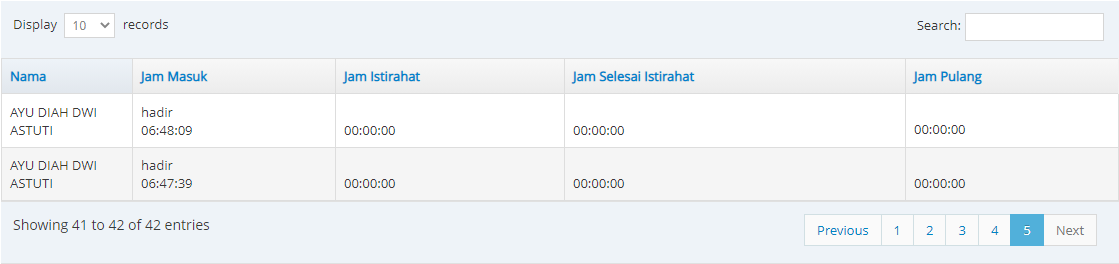 Display 10 records Search:
Nama Jam Masuk Jam Istirahat Jam Selesai Istirahat Jam Pulang
AYU DIAH DWI hadir
ASTUTI 06:48:09 00:00:00 00:00:00 00:00:00
AYU DIAH DWI hadir
ASTUTI 06:47:39 00:00:00 00:00:00 00:00:00
Showing 41 to 42 of 42 entries Previous 1 2 3 4 5 Next